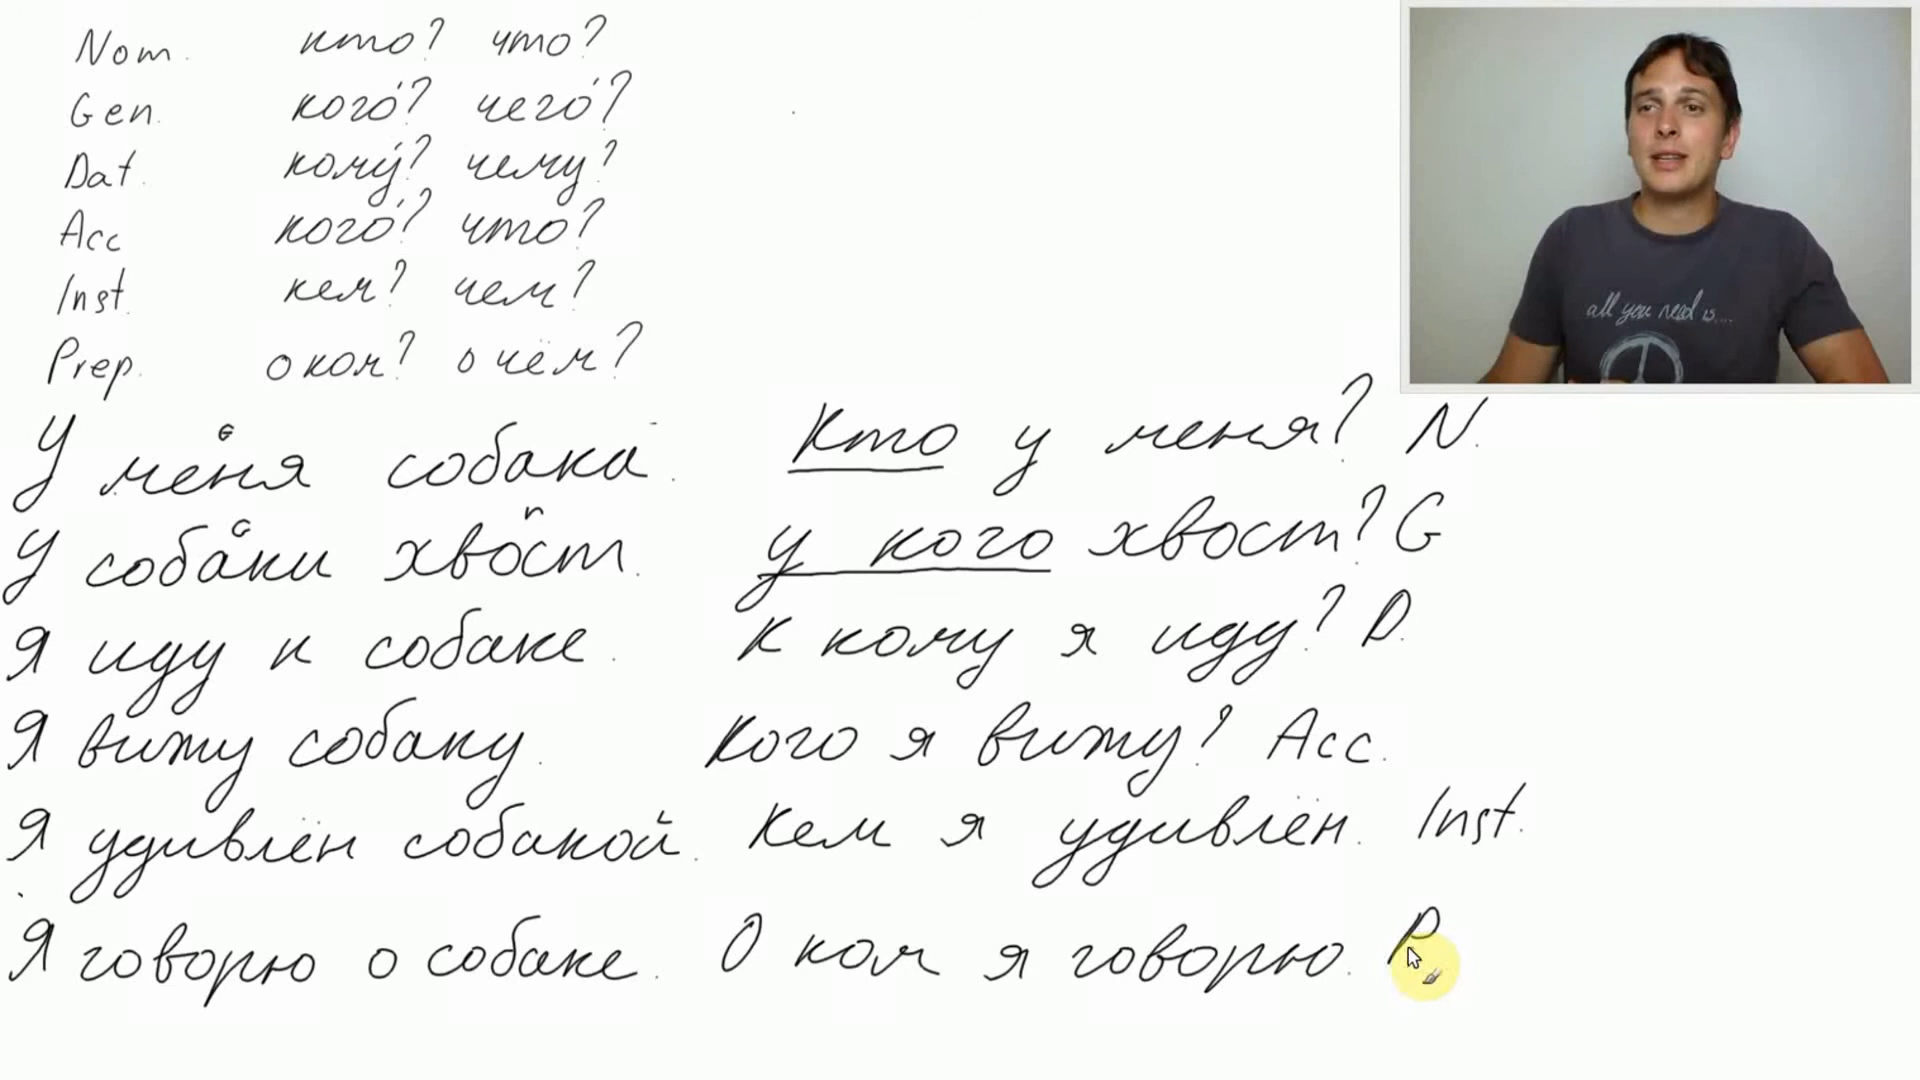 Nom. кто? что?
Gen. кого́? чего́?
Dat. кому́? чему?
Acc кого́? что?
Inst. кем? чем?
Prep. о ком? о чём?
У меня собака. Кто у меня? N.
У собаки хвост. у кого хвост? G
Я иду к собаке. К кому я иду? D.
Я вижу собаку. Кого я вижу? Acc.
Я удивлён собакой. Кем я удивлён. Inst.
Я говорю о собаке. О ком я говорю. P
all you need is...